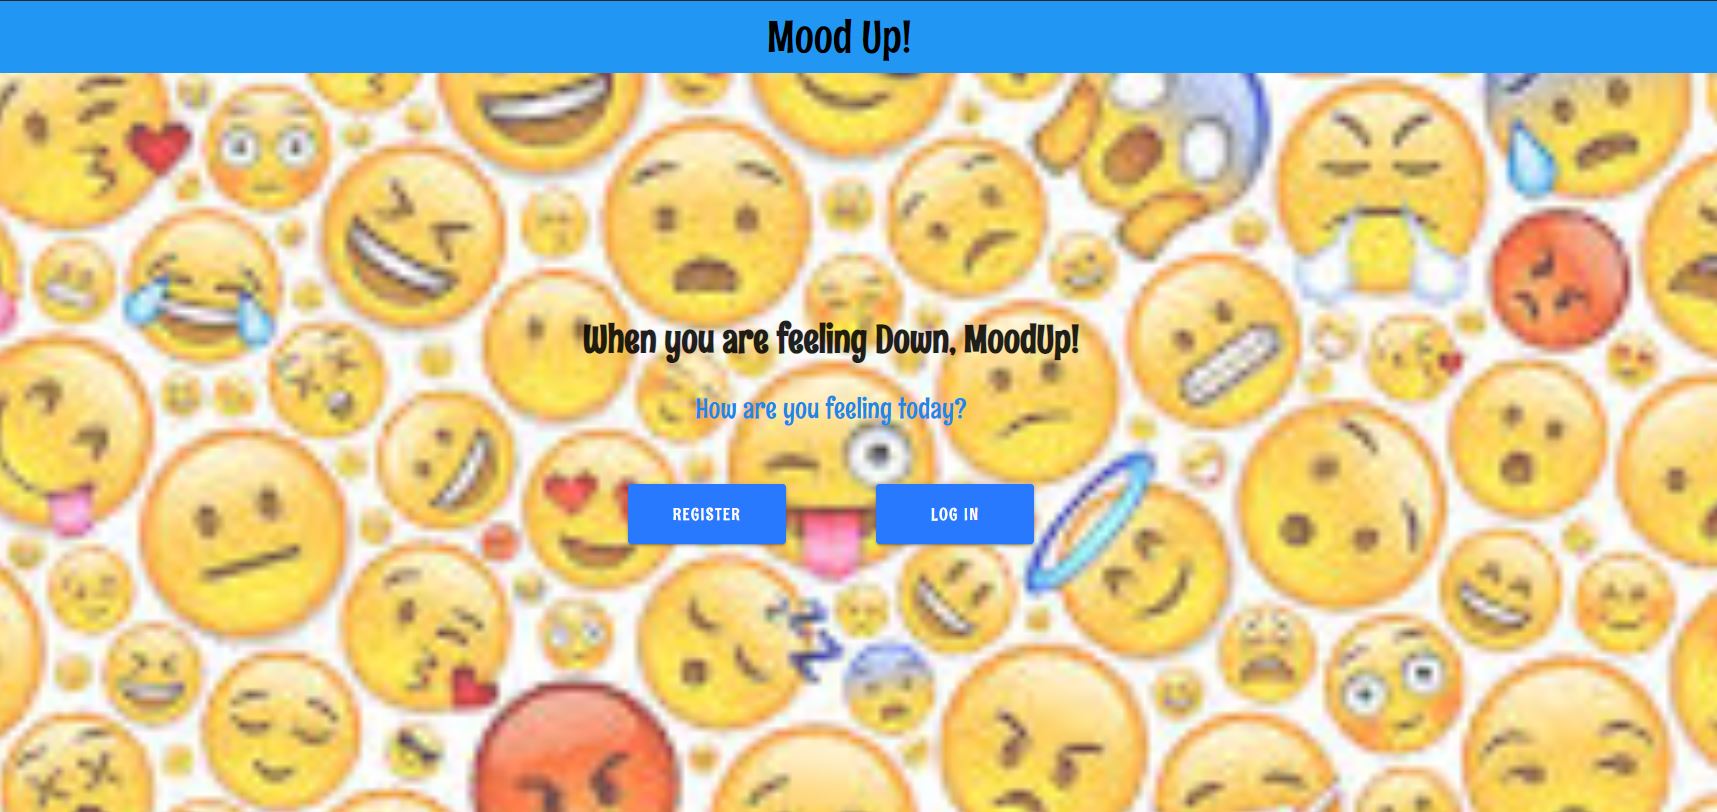 Mood Up!
When you are feeling Down, MoodUp!
How are you feeling today?
REGISTER
LOG IN